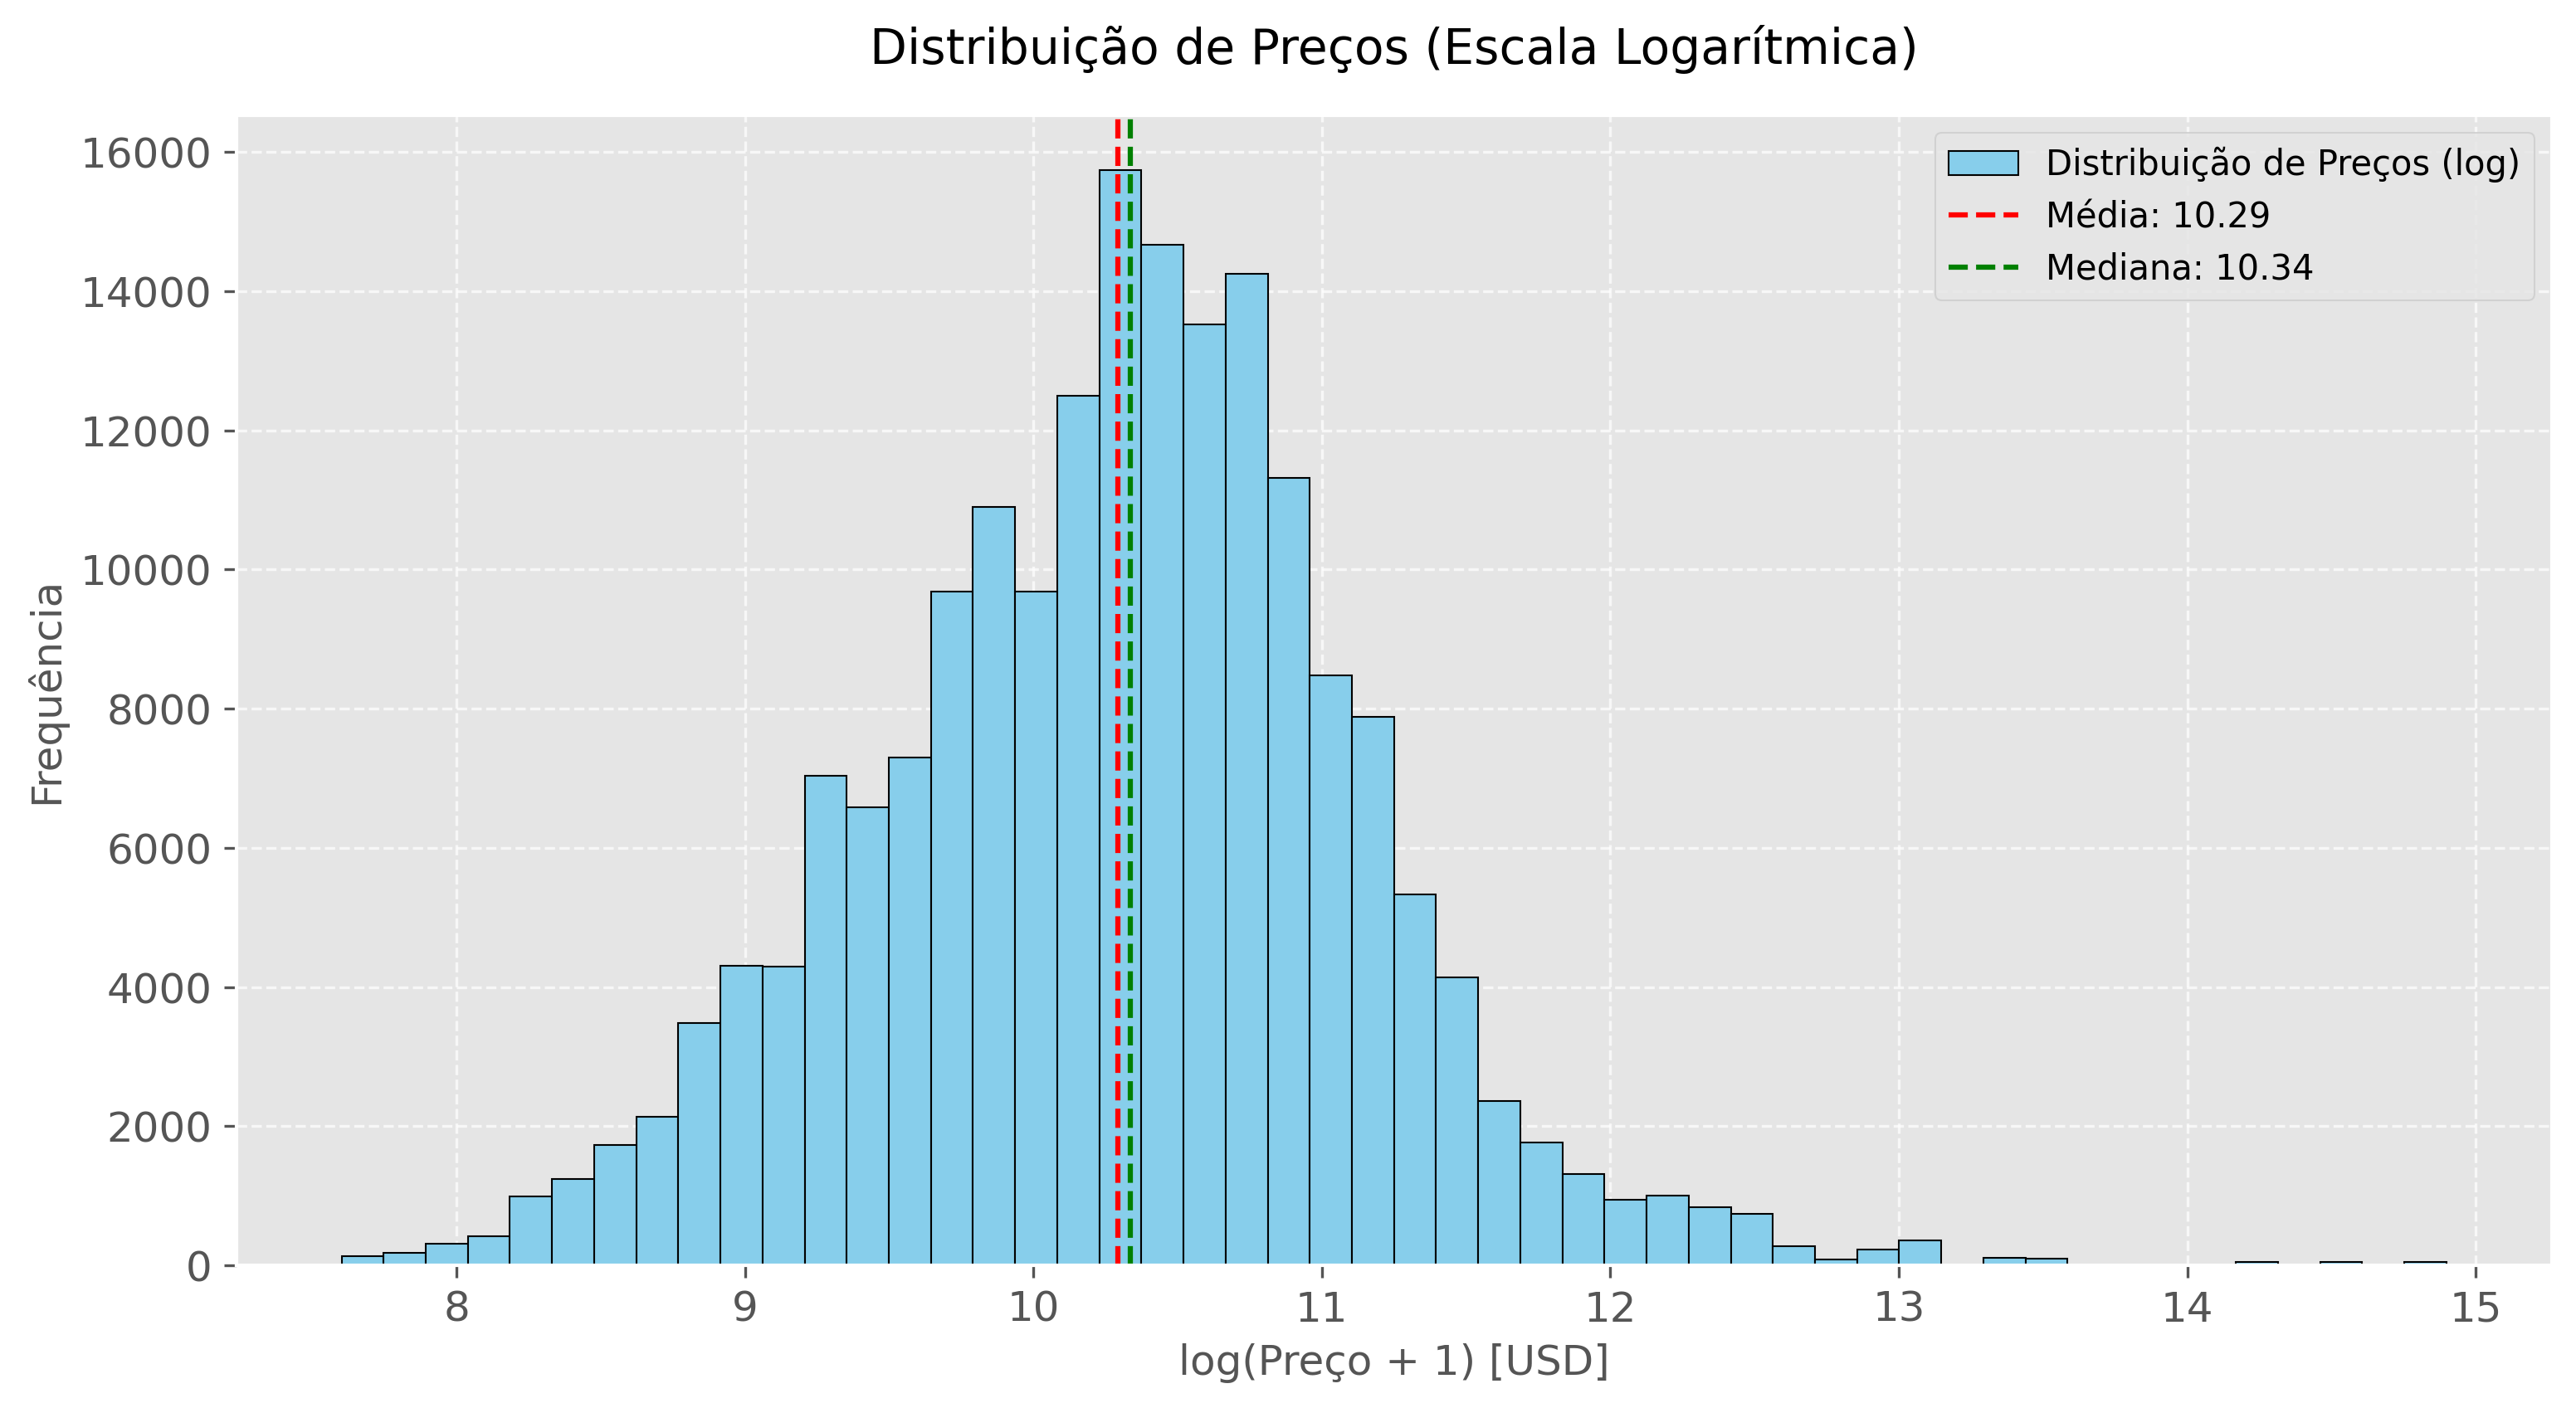 Distribuição de Preços (Escala Logarítmica)
Distribuição de Preços (log)
Média: 10.29
Mediana: 10.34
Frequência
16000
14000
12000
10000
8000
6000
4000
2000
0
8 9 10 11 12 13 14 15
log(Preço + 1) [USD]